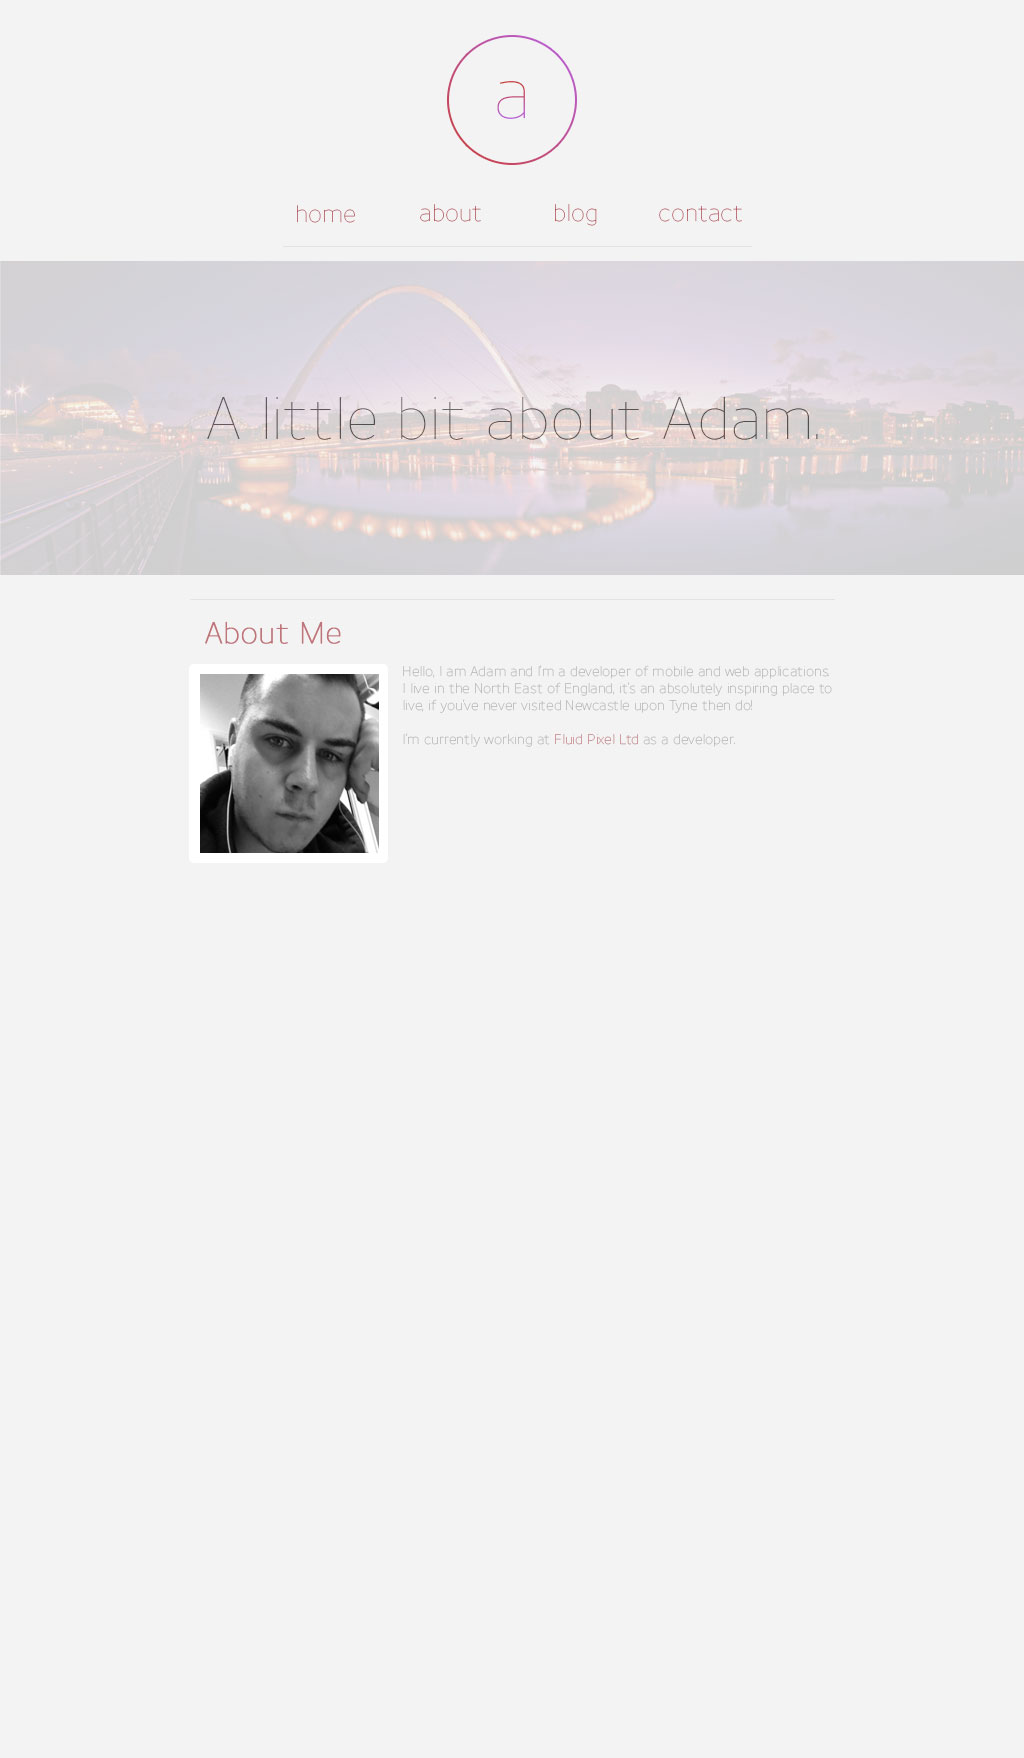 a
home about blog contact
A little bit about Adam.
About Me
Hello, I am Adam and I'm a developer of mobile and web applications.
I live in the North East of England, it's an absolutely inspiring place to
live, if you've never visited Newcastle upon Tyne then do!
I'm currently working at Fluid Pixel Ltd as a developer.